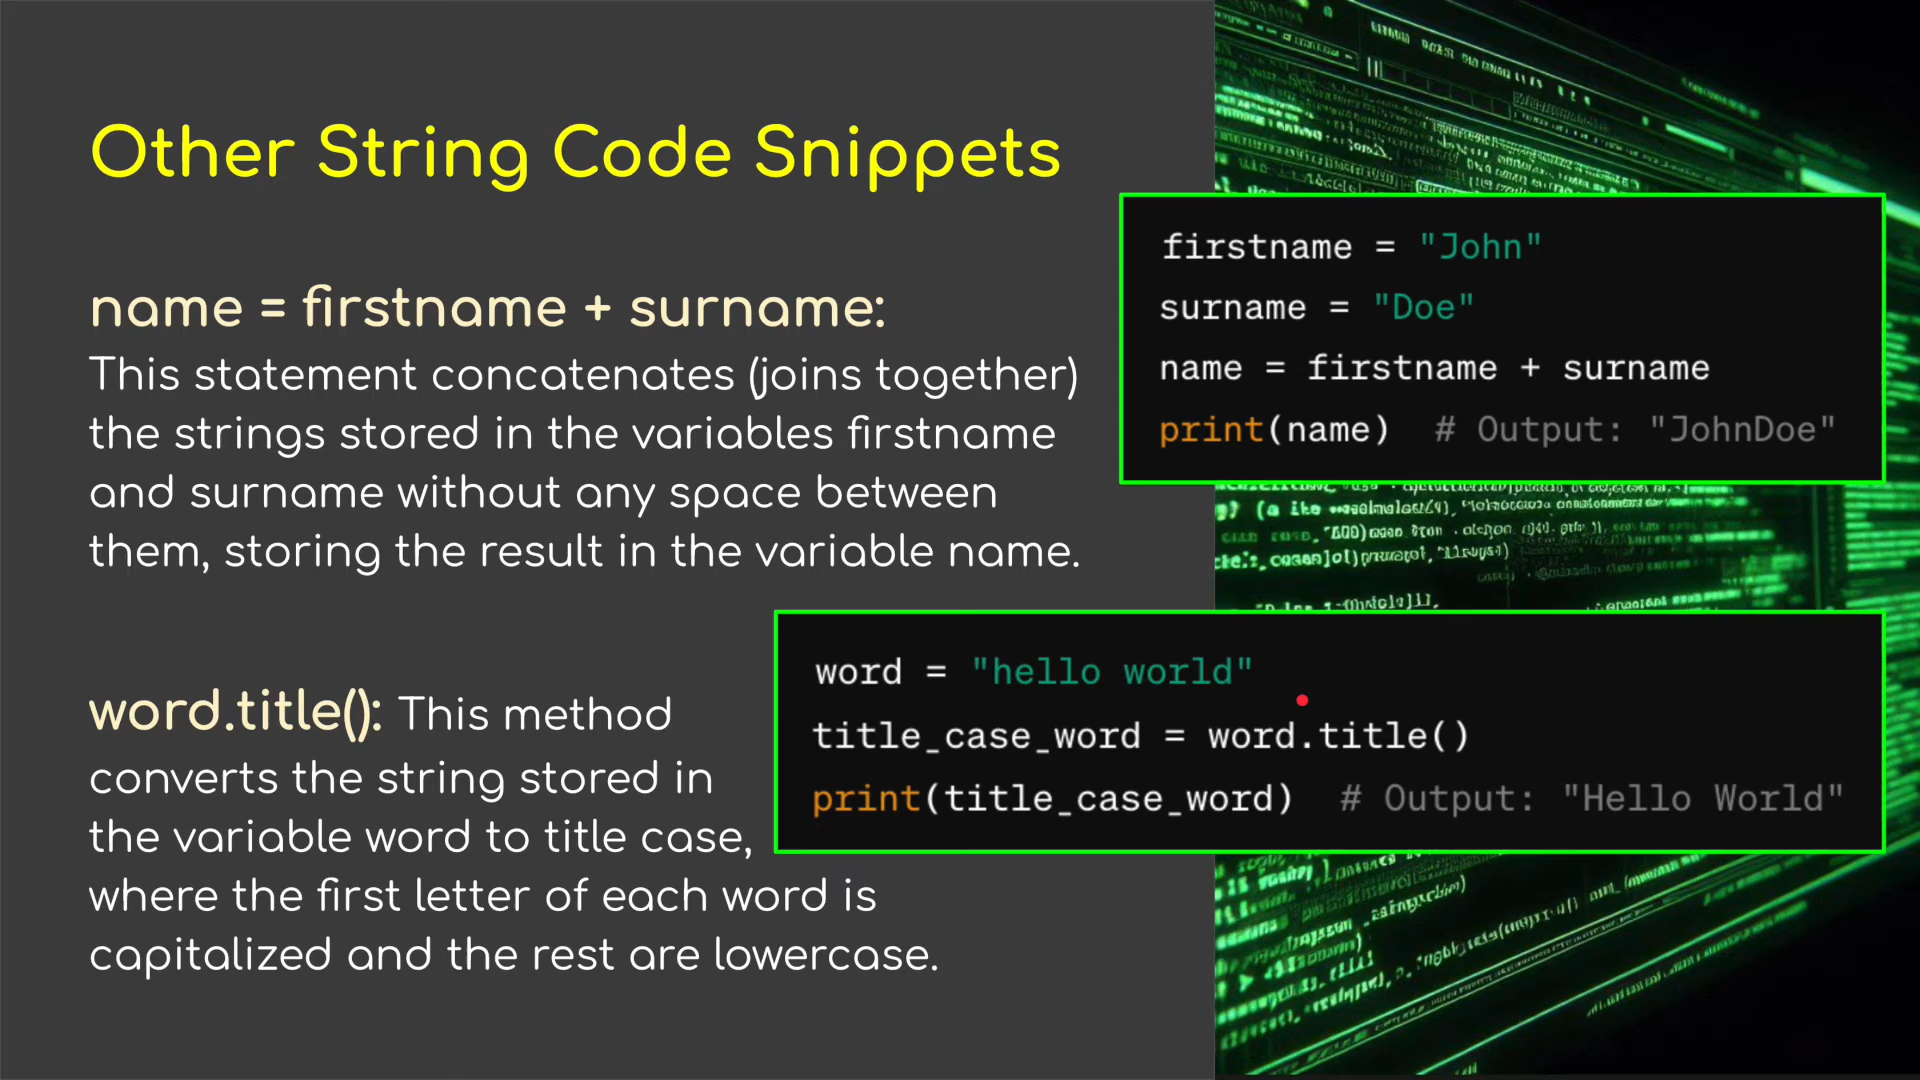 Other String Code Snippets
name = firstname + surname:
This statement concatenates (joins together)
the strings stored in the variables firstname
and surname without any space between
them, storing the result in the variable name.
firstname = "John"
surname = "Doe"
name = firstname + surname
print(name)  # Output: "JohnDoe"
word.title(): This method
converts the string stored in
the variable word to title case,
where the first letter of each word is
capitalized and the rest are lowercase.
word = "hello world"
title_case_word = word.title()
print(title_case_word)  # Output: "Hello World"